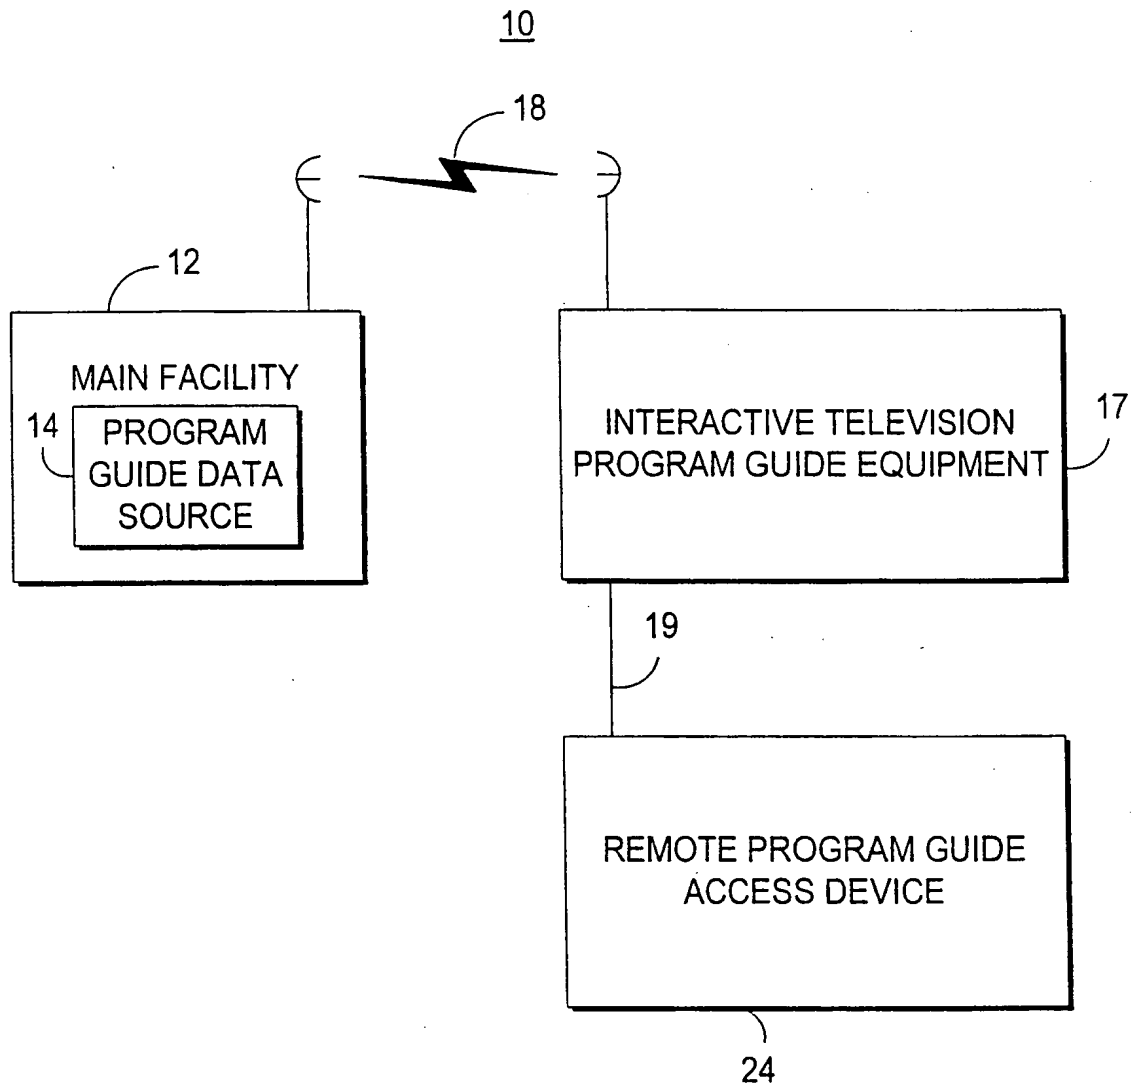 10
18
12
MAIN FACILITY
14
PROGRAM
GUIDE DATA
SOURCE
INTERACTIVE TELEVISION
PROGRAM GUIDE EQUIPMENT
17
19
REMOTE PROGRAM GUIDE
ACCESS DEVICE
24